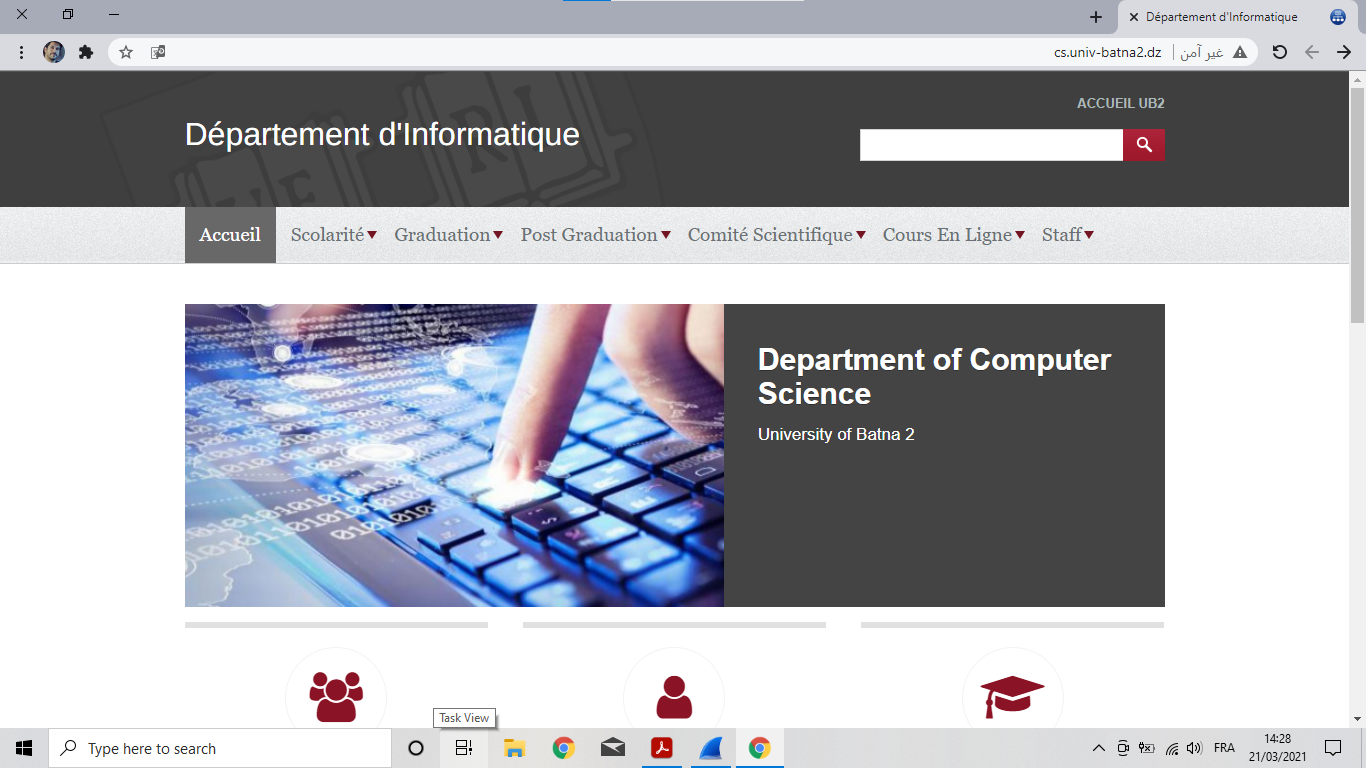 Département d'Informatique
cs.univ-batna2.dz
غير آمن
ACCUEIL UB2
Département d'Informatique
Accueil Scolarité Graduation Post Graduation Comité Scientifique Cours En Ligne Staff
Department of Computer
Science
University of Batna 2
Task View
Type here to search
FRA
14:28
21/03/2021